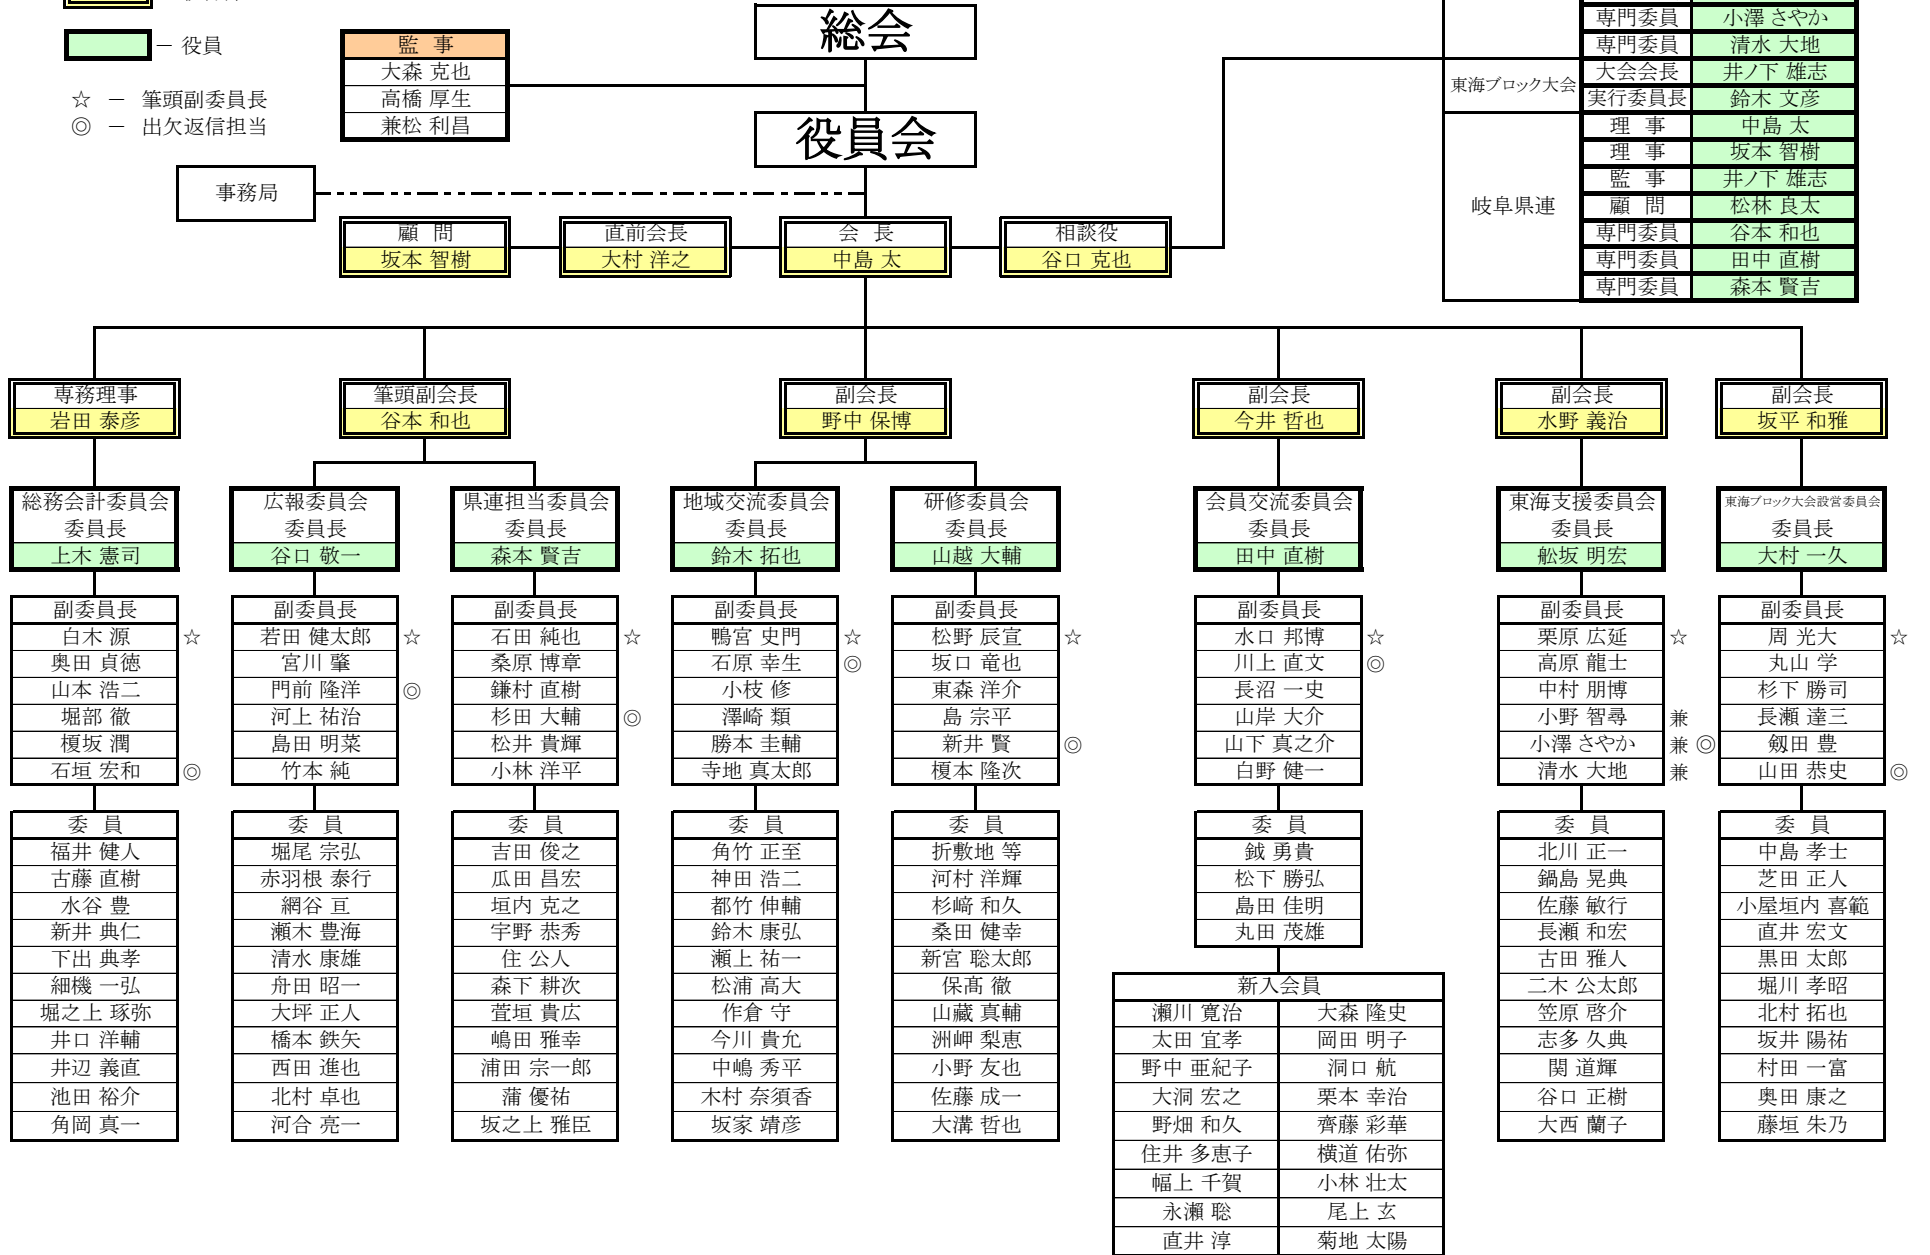 － 役員
☆ － 筆頭副委員長
◎ － 出欠返信担当
監 事
大森 克也
高橋 厚生
兼松 利昌
総会
役員会
事務局
顧 問
坂本 智樹
直前会長
大村 洋之
会 長
中島 太
相談役
谷口 克也
専門委員 小澤 さやか
専門委員 清水 大地
東海ブロック大会
大会会長 井ノ下 雄志
実行委員長 鈴木 文彦
岐阜県連
理 事 中島 太
理 事 坂本 智樹
監 事 井ノ下 雄志
顧 問 松林 良太
専門委員 谷本 和也
専門委員 田中 直樹
専門委員 森本 賢吉
専務理事
岩田 泰彦
総務会計委員会
委員長
上木 憲司
副委員長
白木 源 ☆
奥田 貞徳
山本 浩二
堀部 徹
榎坂 潤
石垣 宏和 ◎
委 員
福井 健人
古藤 直樹
水谷 豊
新井 典仁
下出 典孝
細機 一弘
堀之上 琢弥
井口 洋輔
井辺 義直
池田 裕介
角岡 真一
筆頭副会長
谷本 和也
広報委員会
委員長
谷口 敬一
副委員長
若田 健太郎 ☆
宮川 肇
門前 隆洋 ◎
河上 祐治
島田 明菜
竹本 純
委 員
堀尾 宗弘
赤羽根 泰行
網谷 亘
瀬木 豊海
清水 康雄
舟田 昭一
大坪 正人
橋本 鉄矢
西田 進也
北村 卓也
河合 亮一
県連担当委員会
委員長
森本 賢吉
副委員長
石田 純也 ☆
桑原 博章
鎌村 直樹
杉田 大輔 ◎
松井 貴輝
小林 洋平
委 員
吉田 俊之
瓜田 昌宏
垣内 克之
宇野 恭秀
住 公人
森下 耕次
萱垣 貴広
嶋田 雅幸
浦田 宗一郎
蒲 優祐
坂之上 雅臣
副会長
野中 保博
地域交流委員会
委員長
鈴木 拓也
副委員長
鴨宮 史門 ☆
石原 幸生 ◎
小枝 修
澤崎 類
勝本 圭輔
寺地 真太郎
委 員
角竹 正至
神田 浩二
都竹 伸輔
鈴木 康弘
瀬上 祐一
松浦 高大
作倉 守
今川 貴允
中嶋 秀平
木村 奈須香
坂家 靖彦
研修委員会
委員長
山越 大輔
副委員長
松野 辰宣 ☆
坂口 竜也
東森 洋介
島 宗平
新井 賢 ◎
榎本 隆次
委 員
折敷地 等
河村 洋輝
杉﨑 和久
桑田 健幸
新宮 聡太郎
保髙 徹
山藏 真輔
洲岬 梨恵
小野 友也
佐藤 成一
大溝 哲也
副会長
今井 哲也
会員交流委員会
委員長
田中 直樹
副委員長
水口 邦博 ☆
川上 直文 ◎
長沼 一史
山岸 大介
山下 真之介
白野 健一
委 員
鉞 勇貴
松下 勝弘
島田 佳明
丸田 茂雄
新入会員
瀬川 寛治 大森 隆史
太田 宜孝 岡田 明子
野中 亜紀子 洞口 航
大洞 宏之 栗本 幸治
野畑 和久 齊藤 彩華
住井 多恵子 横道 佑弥
幅上 千賀 小林 壮太
永瀨 聡 尾上 玄
直井 淳 菊地 太陽
副会長
水野 義治
東海支援委員会
委員長
舩坂 明宏
副委員長
栗原 広延 ☆
高原 龍士
中村 朋博
小野 智尋 兼
小澤 さやか 兼 ◎
清水 大地 兼
委 員
北川 正一
鍋島 晃典
佐藤 敏行
長瀬 和宏
古田 雅人
二木 公太郎
笠原 啓介
志多 久典
関 道輝
谷口 正樹
大西 蘭子
副会長
坂平 和雅
東海ブロック大会設営委員会
委員長
大村 一久
副委員長
周 光大 ☆
丸山 学
杉下 勝司
長瀬 達三
剱田 豊
山田 恭史 ◎
委 員
中島 孝士
芝田 正人
小屋垣内 喜範
直井 宏文
黒田 太郎
堀川 孝昭
北村 拓也
坂井 陽祐
村田 一富
奥田 康之
藤垣 朱乃